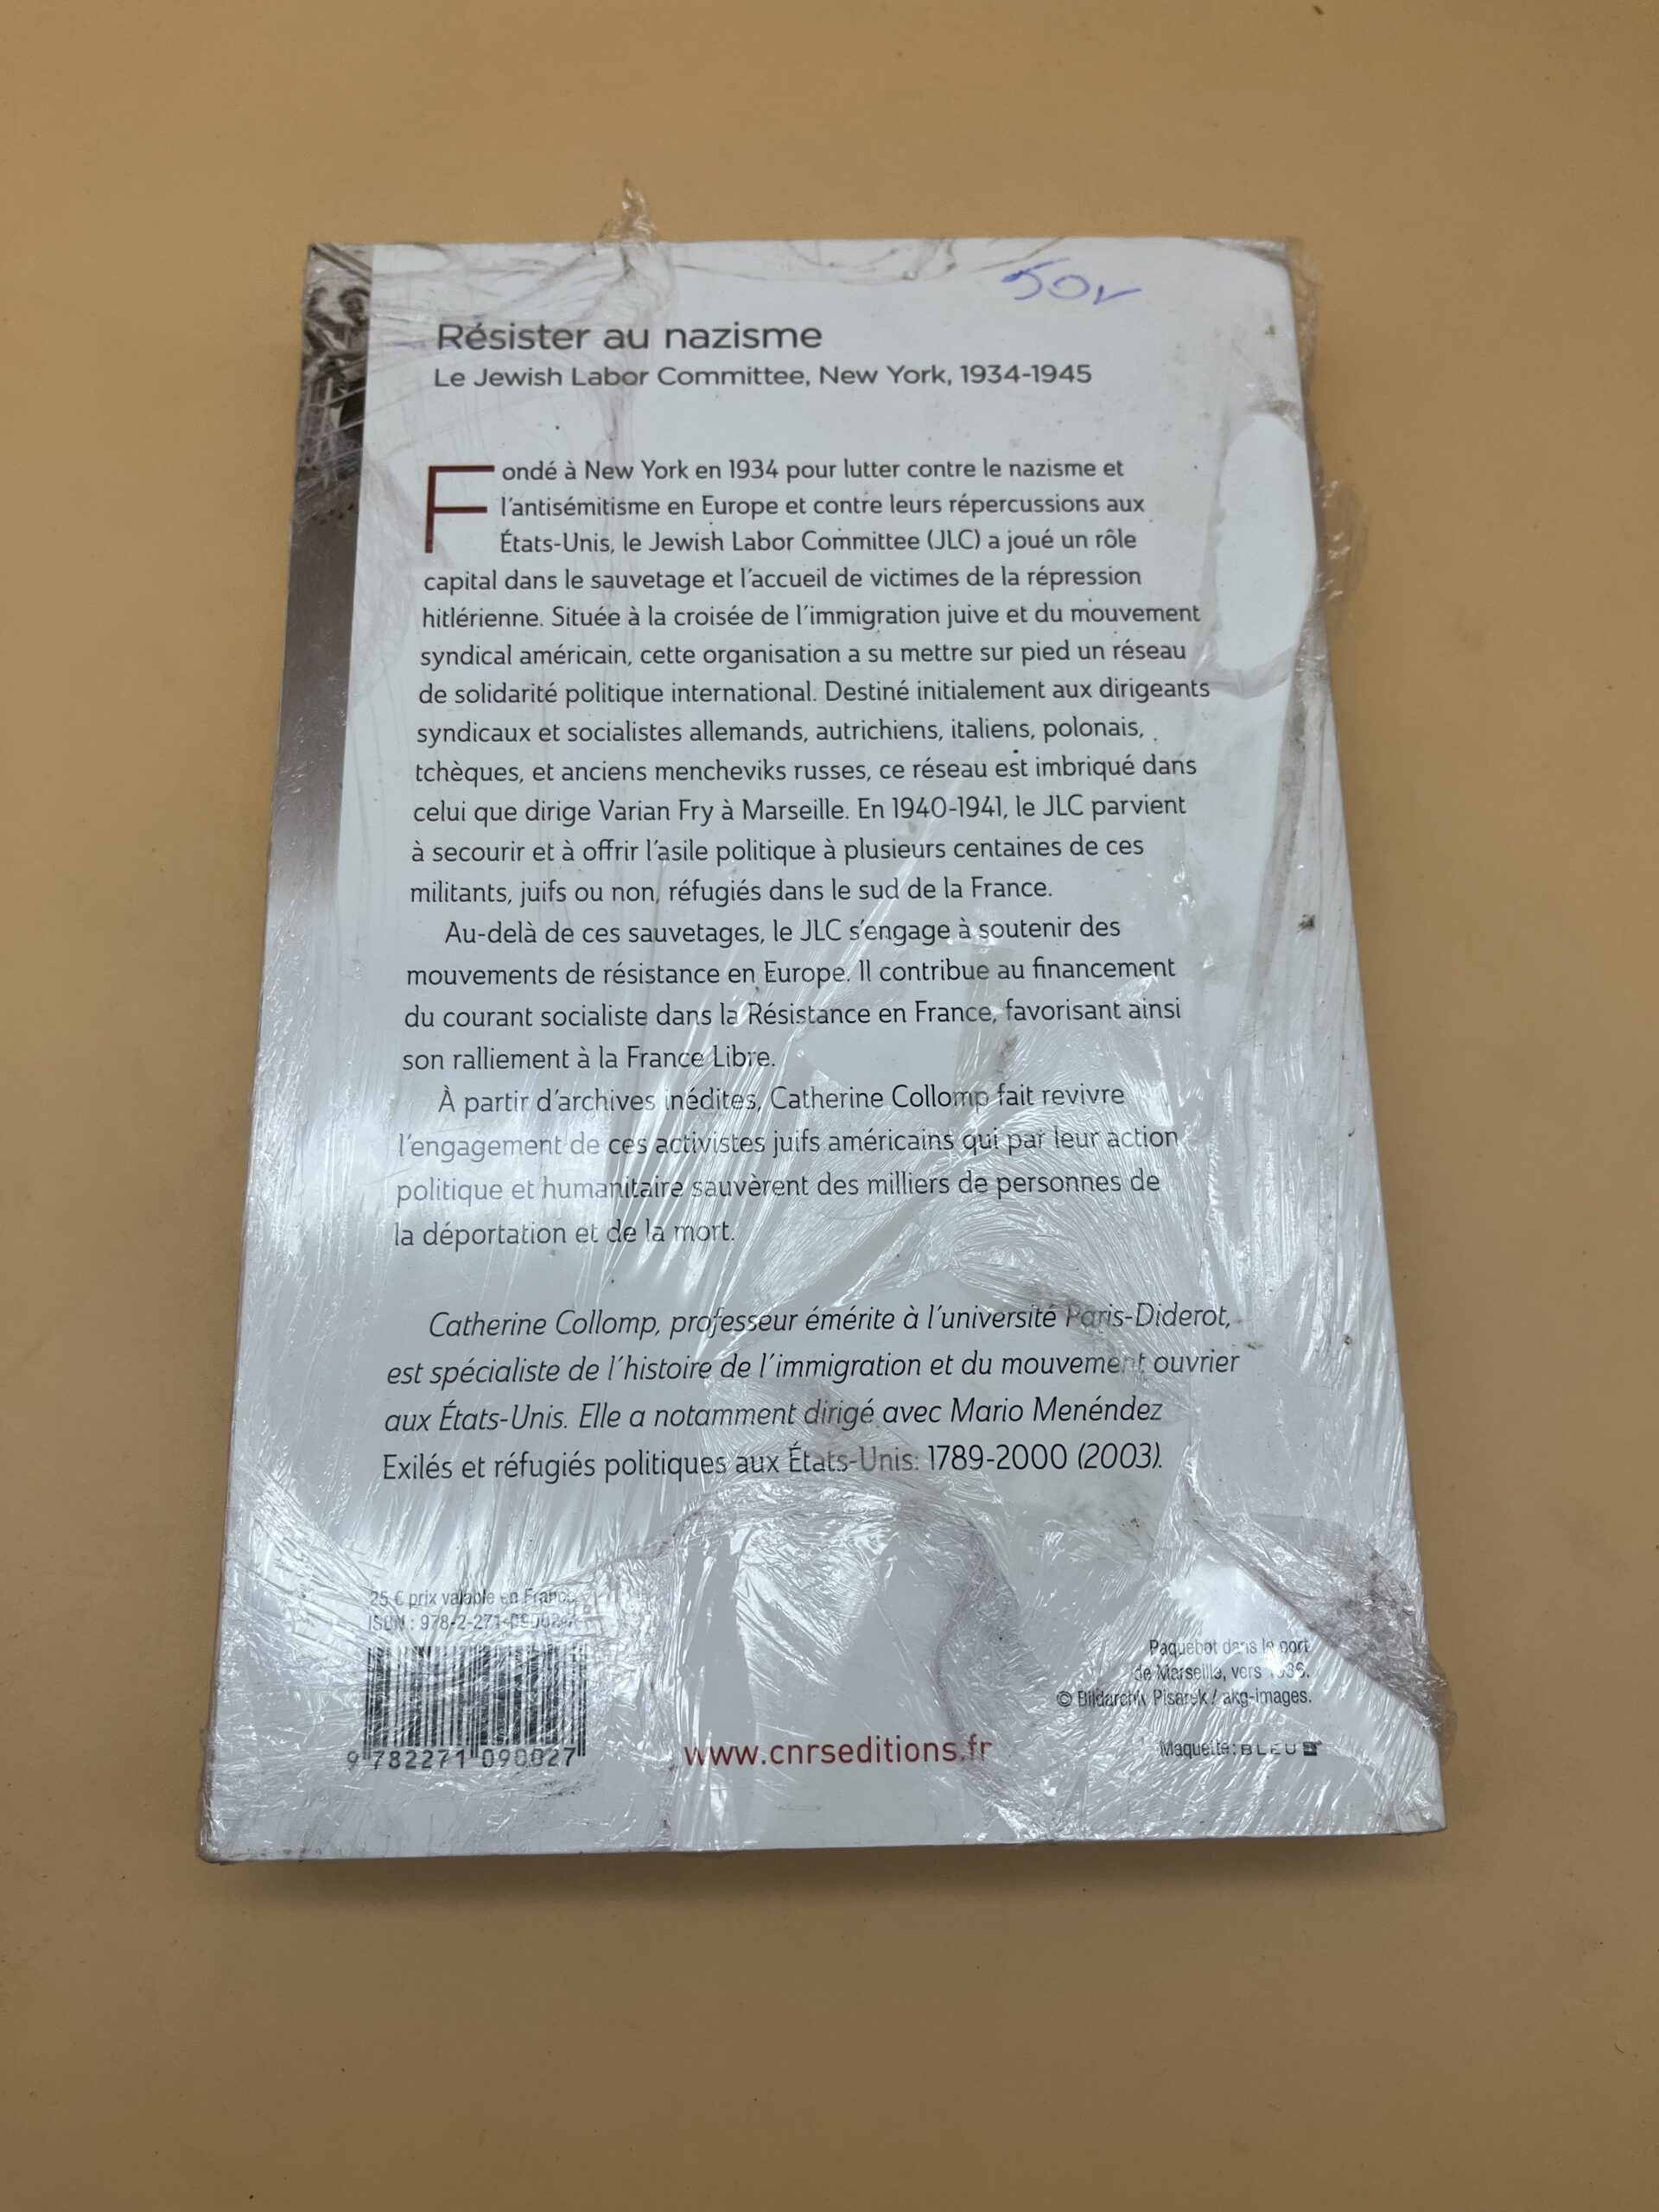 50
Résister au nazisme
Le Jewish Labor Committee, New York, 1934-1945
Fondé à New York en 1934 pour lutter contre le nazisme et
l'antisémitisme en Europe et contre leurs répercussions aux
États-Unis, le Jewish Labor Committee (JLC) a joué un rôle
capital dans le sauvetage et l'accueil de victimes de la répression
hitlérienne. Située à la croisée de l'immigration juive et du mouvement
syndical américain, cette organisation a su mettre sur pied un réseau
de solidarité politique international. Destiné initialement aux dirigeants
syndicaux et socialistes allemands, autrichiens, italiens, polonais,
tchèques, et anciens mencheviks russes, ce réseau est imbriqué dans
celui que dirige Varian Fry à Marseille. En 1940-1941, le JLC parvient
à secourir et à offrir l'asile politique à plusieurs centaines de ces
militants, juifs ou non, réfugiés dans le sud de la France.
Au-delà de ces sauvetages, le JLC s'engage à soutenir des
mouvements de résistance en Europe. Il contribue au financement
du courant socialiste dans la Résistance en France, favorisant ainsi
son ralliement à la France Libre.
À partir d'archives inédites, Catherine Collomp fait revivre
l'engagement de ces activistes juifs américains qui par leur action
politique et humanitaire sauvèrent des milliers de personnes de
la déportation et de la mort.
Catherine Collomp, professeur émérite à l'université Paris-Diderot,
est spécialiste de l'histoire de l'immigration et du mouvement ouvrier
aux États-Unis. Elle a notamment dirigé avec Mario Menéndez
Exilés et réfugiés politiques aux États-Unis: 1789-2000 (2003).
25 € prix valable en France
ISBN :
9 782271 090027
www.cnrseditions.fr
Paquebot dans le port
de Marseille, vers
© Bildarchiv Pisarek / akg-images.
Maquette: BLEU